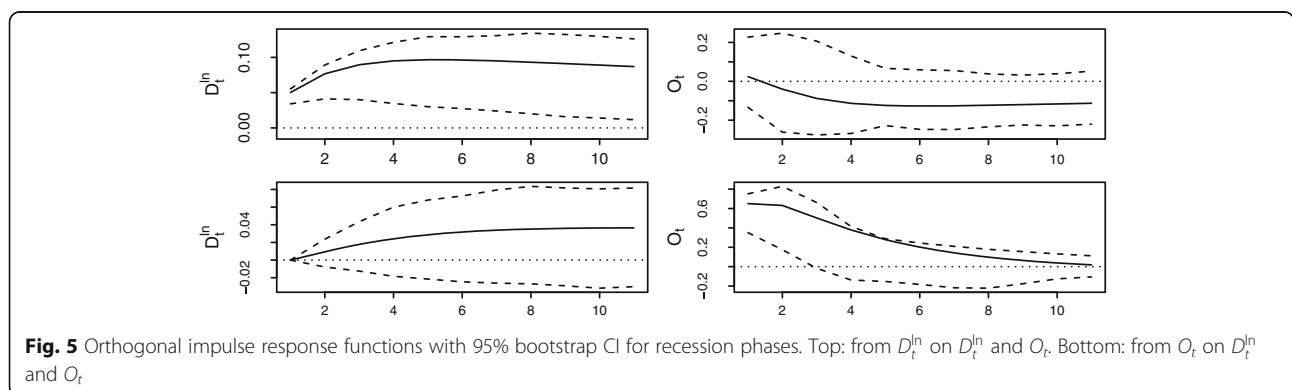 D_t^ln
0.00 0.10
2 4 6 8 10
O_t
-0.2 0.0 0.2
2 4 6 8 10
D_t^ln
-0.02 0.04
2 4 6 8 10
O_t
-0.2 0.2 0.6
2 4 6 8 10
Fig. 5 Orthogonal impulse response functions with 95% bootstrap CI for recession phases. Top: from D_t^ln on D_t^ln and O_t. Bottom: from O_t on D_t^ln
and O_t